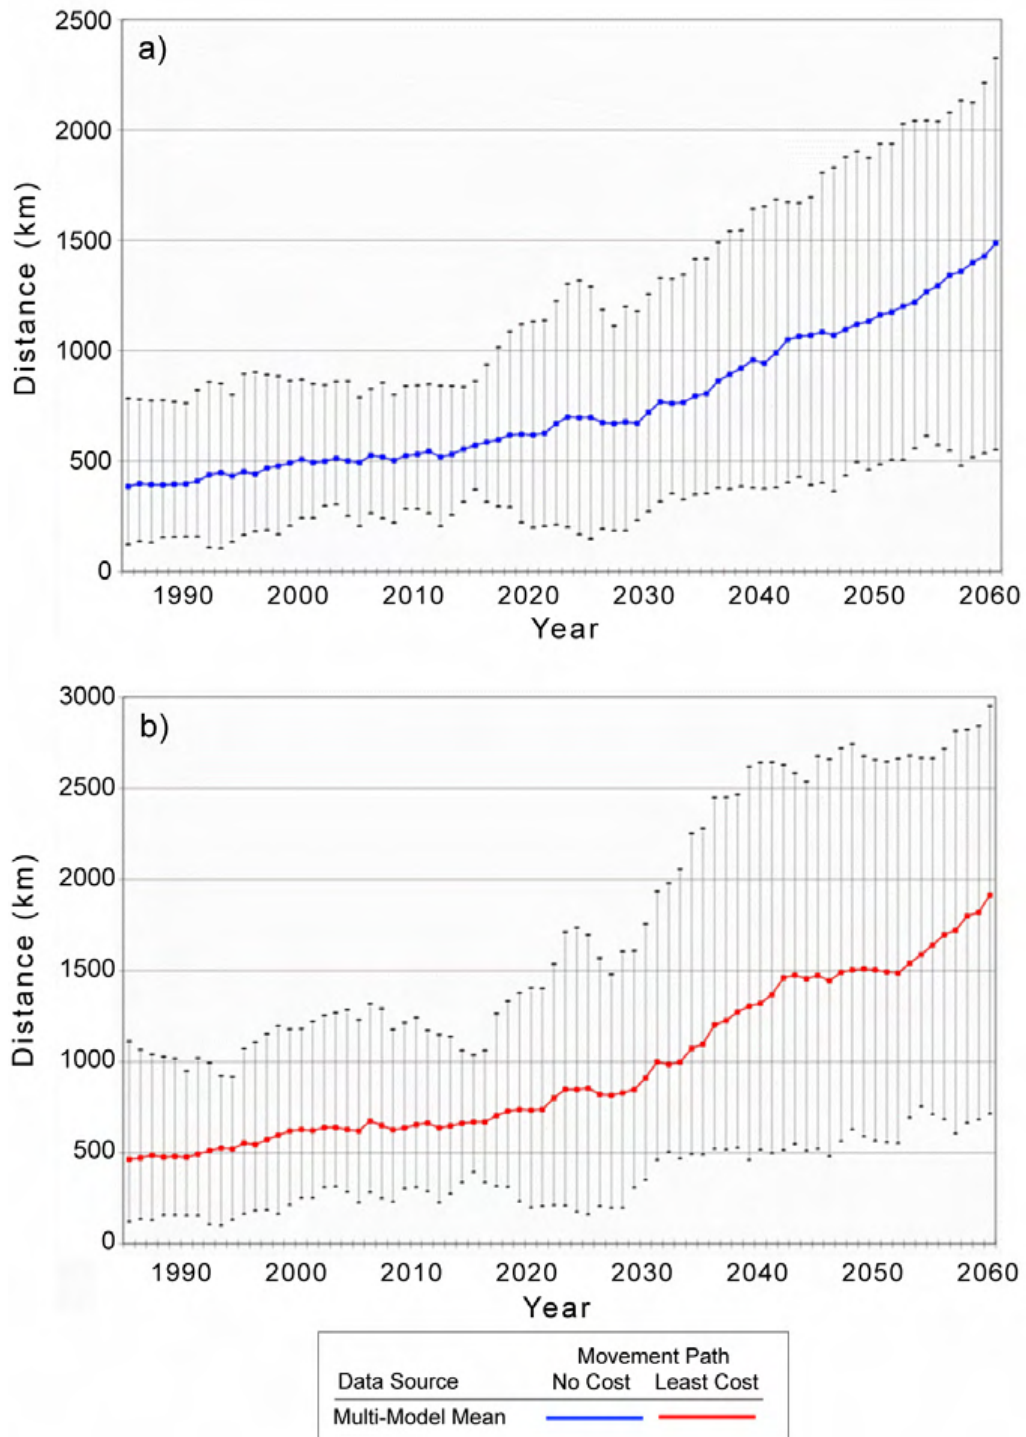 a)
2500
2000
1500
1000
500
0
Distance (km)
1990 2000 2010 2020 2030 2040 2050 2060
Year
b)
3000
2500
2000
1500
1000
500
0
Distance (km)
1990 2000 2010 2020 2030 2040 2050 2060
Year
Movement Path
Data Source No Cost Least Cost
Multi-Model Mean